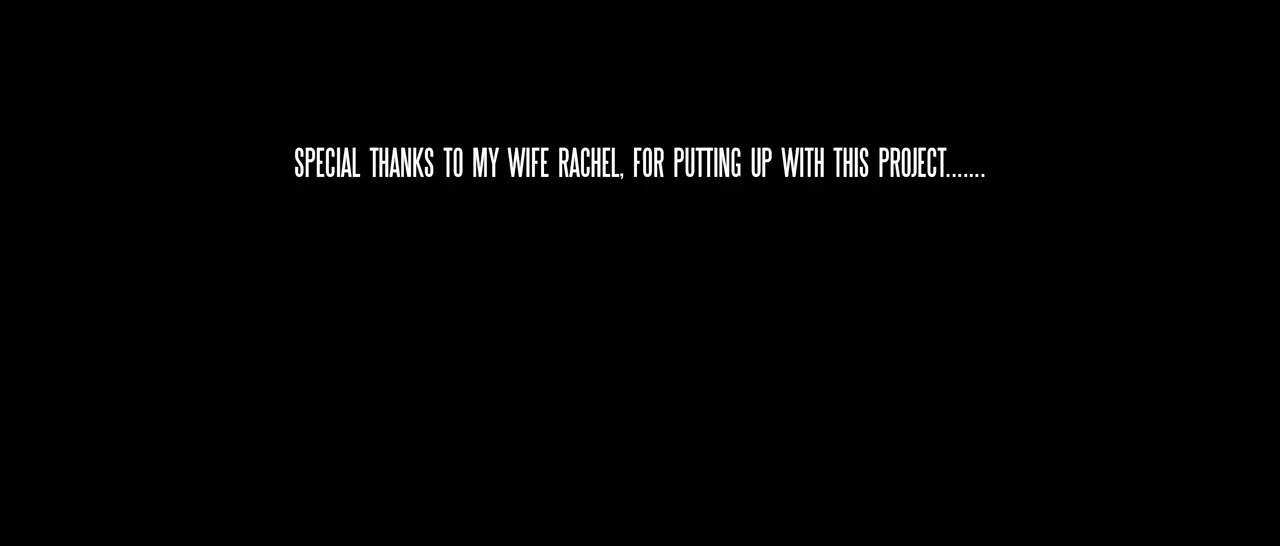 SPECIAL THANKS TO MY WIFE RACHEL, FOR PUTTING UP WITH THIS PROJECT.......